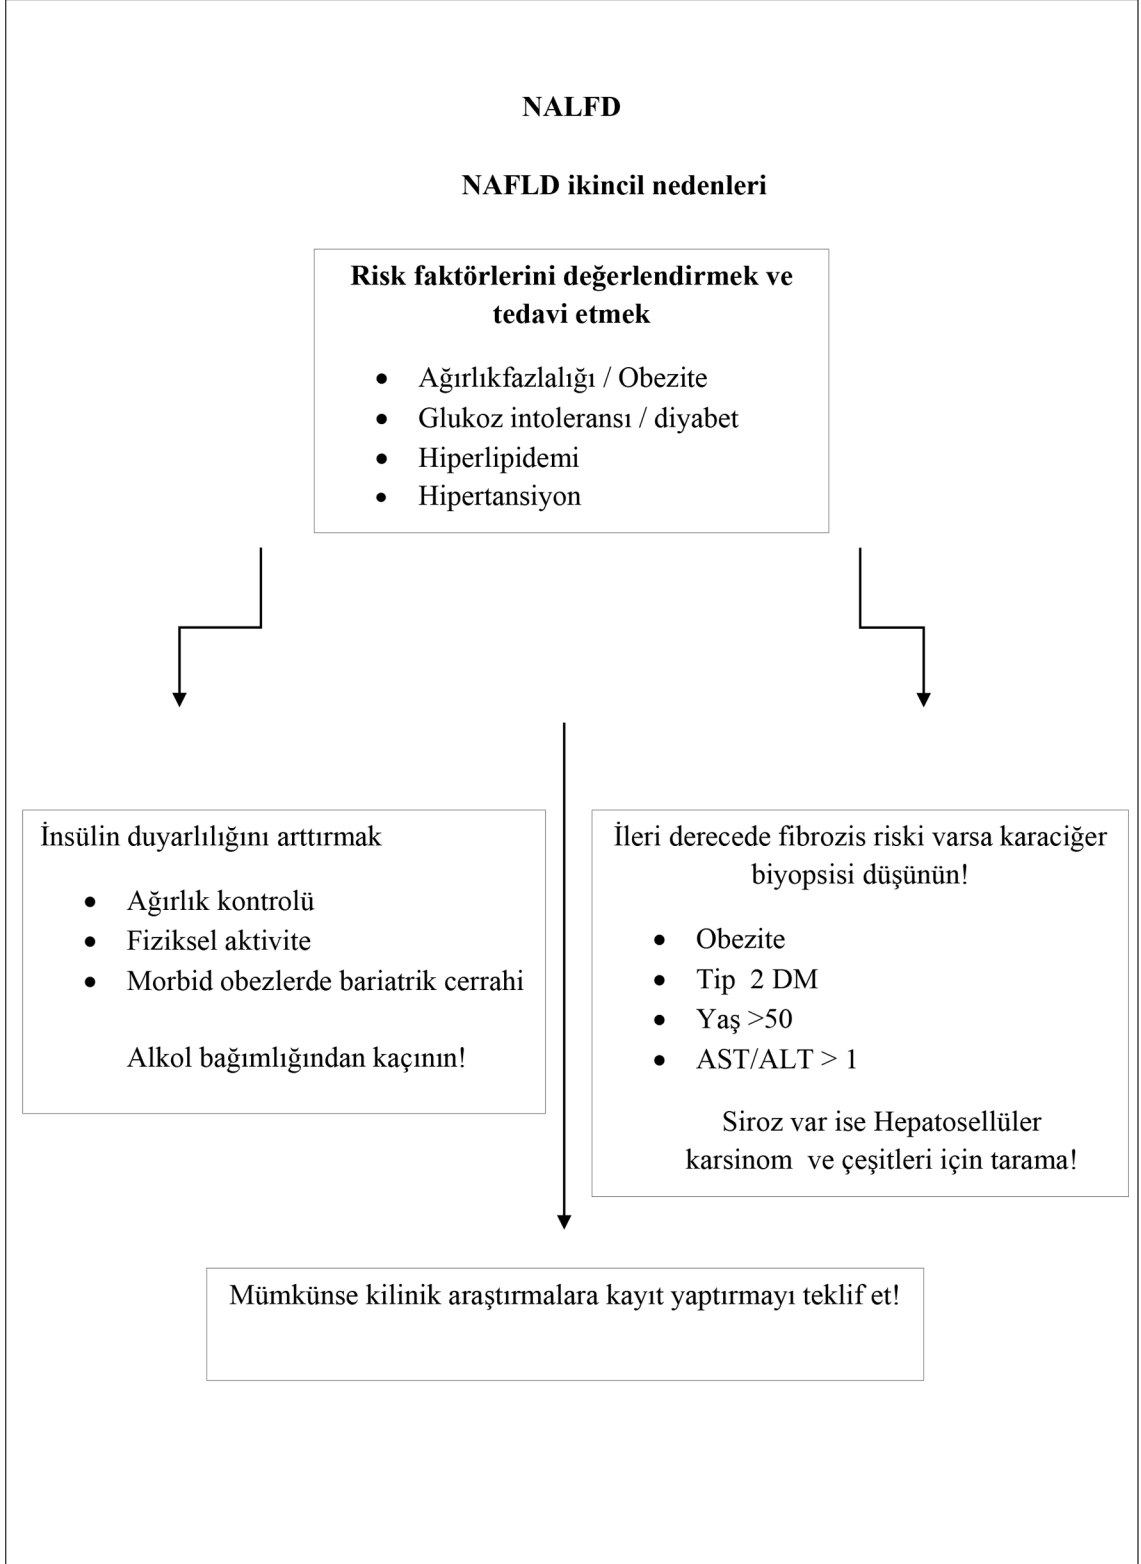 NALFD
NAFLD ikincil nedenleri
Risk faktörlerini değerlendirmek ve
tedavi etmek
• Ağırlıkfazlalığı / Obezite
• Glukoz intoleransı / diyabet
• Hiperlipidemi
• Hipertansiyon
İnsülin duyarlılığını arttırmak
• Ağırlık kontrolü
• Fiziksel aktivite
• Morbid obezlerde bariatrik cerrahi
Alkol bağımlığından kaçının!
İleri derecede fibrozis riski varsa karaciğer
biyopsisi düşünün!
• Obezite
• Tip  2 DM
• Yaş >50
• AST/ALT > 1
Siroz var ise Hepatosellüler
karsinom  ve çeşitleri için tarama!
Mümkünse kilinik araştırmalara kayıt yaptırmayı teklif et!